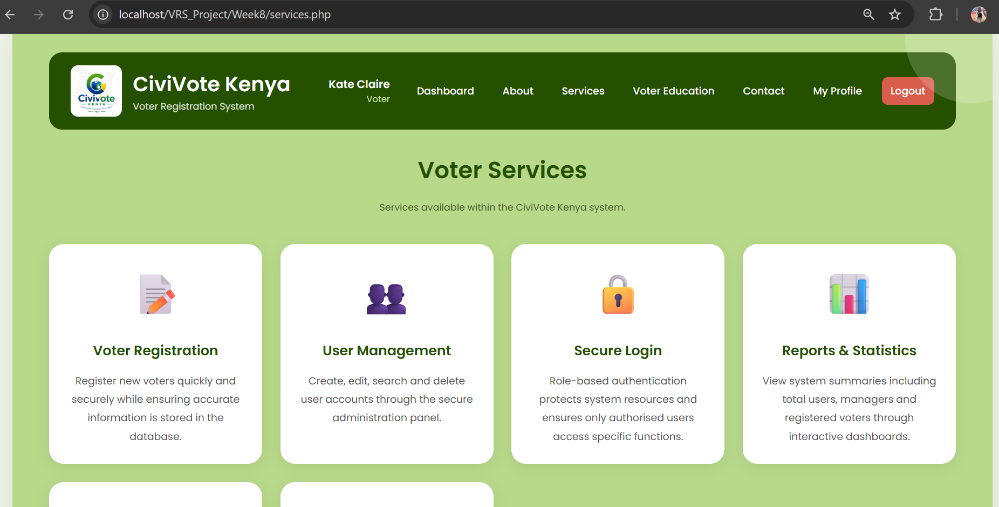 localhost/VRS_Project/Week8/services.php
CiviVote
KENYA
CiviVote Kenya
Voter Registration System
Kate Claire
Voter
Dashboard
About
Services
Voter Education
Contact
My Profile
Logout
Voter Services
Services available within the CiviVote Kenya system.
Voter Registration
Register new voters quickly and
securely while ensuring accurate
information is stored in the
database.
User Management
Create, edit, search and delete
user accounts through the secure
administration panel.
Secure Login
Role-based authentication
protects system resources and
ensures only authorised users
access specific functions.
Reports & Statistics
View system summaries including
total users, managers and
registered voters through
interactive dashboards.